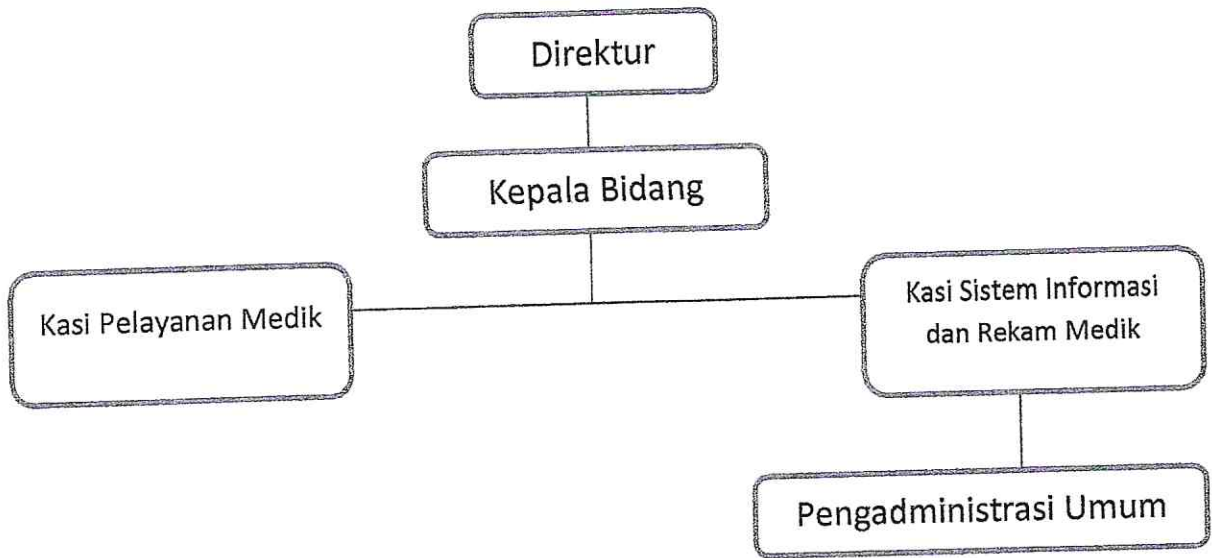 Direktur
Kepala Bidang
Kasi Pelayanan Medik
Kasi Sistem Informasi
dan Rekam Medik
Pengadministrasi Umum